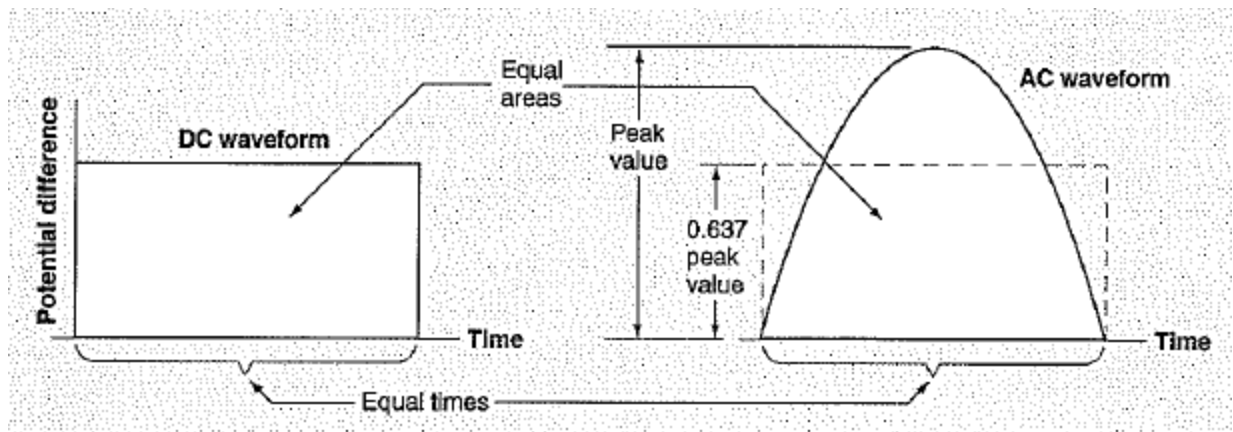 Potential difference
DC waveform
Time
Equal
areas
Peak
value
0.637
peak
value
AC waveform
Time
Equal times